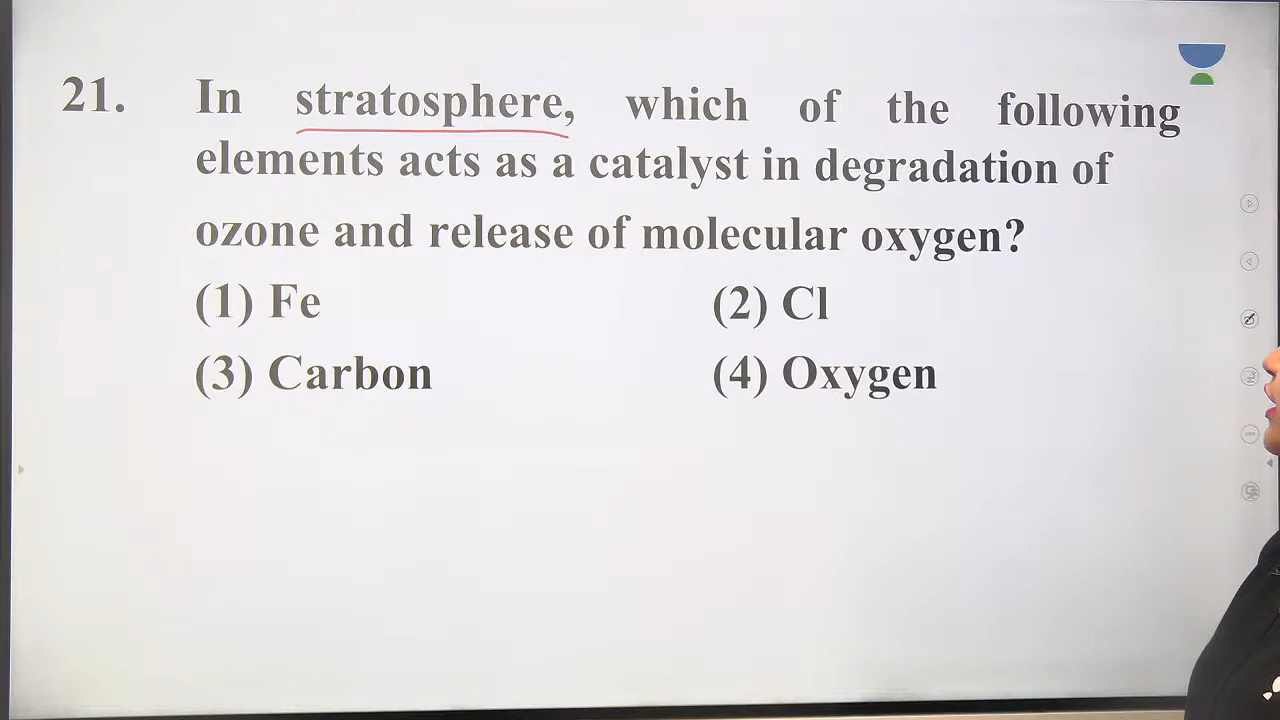 21. In stratosphere, which of the following
elements acts as a catalyst in degradation of
ozone and release of molecular oxygen?
(1) Fe (2) Cl
(3) Carbon (4) Oxygen